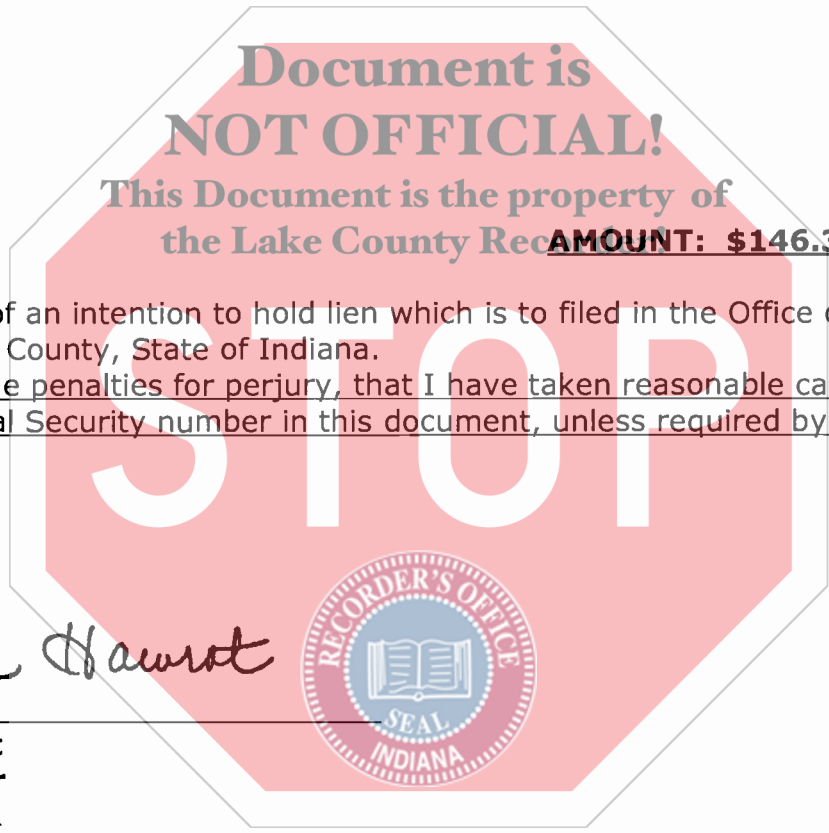 Document is
NOT OFFICIAL!
This Document is the property of
the Lake County Recorder!
AMOUNT: $146.3
of an intention to hold lien which is to filed in the Office
County, State of Indiana.
e penalties for perjury, that I have taken reasonable ca
al Security number in this document, unless required by
STOP
Hawrot
RECORDER'S OFFICE
SEAL
INDIANA